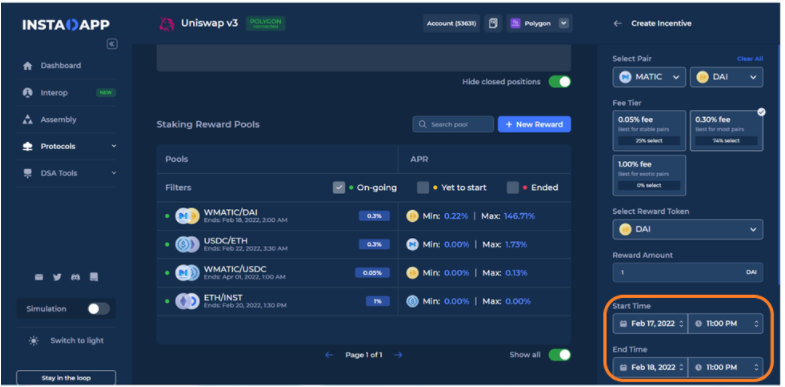 INSTA APP
Dashboard
Interop NEW
Assembly
Protocols
DSA Tools
Simulation
Switch to light
Stay in the loop
Uniswap v3 POLYGON
Account (53631) Polygon
Hide closed positions
Staking Reward Pools
Search pool
+ New Reward
Pools APR
Filters On-going Yet to start Ended
WMATIC/DAI 0.3% Min: 0.22% | Max: 146.71%
Ends: Feb 18, 2022, 2:00 AM
USDC/ETH 0.3% Min: 0.00% | Max: 1.73%
Ends: Feb 22, 2022, 3:30 AM
WMATIC/USDC 0.05% Min: 0.00% | Max: 0.13%
Ends: Apr 01, 2022, 1:00 AM
ETH/INST 1% Min: 0.00% | Max: 0.00%
Ends: Feb 20, 2022, 1:30 PM
← Page 1 of 1 → Show all
← Create Incentive
Select Pair Clear All
MATIC DAI
Fee Tier
0.05% fee 0.30% fee
Best for stable pairs Best for most pairs
25% select 74% select
1.00% fee
Best for exotic pairs
0% select
Select Reward Token
DAI
Reward Amount
1 DAI
Start Time
Feb 17, 2022 11:00 PM
End Time
Feb 18, 2022 11:00 PM